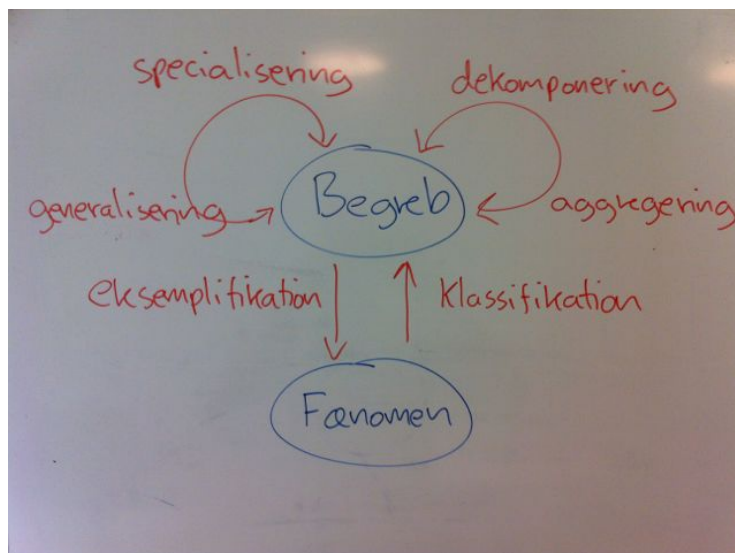 specialisering
dekomponering
generalisering
Begreb
aggregering
eksemplifikation
klassifikation
Fænomen